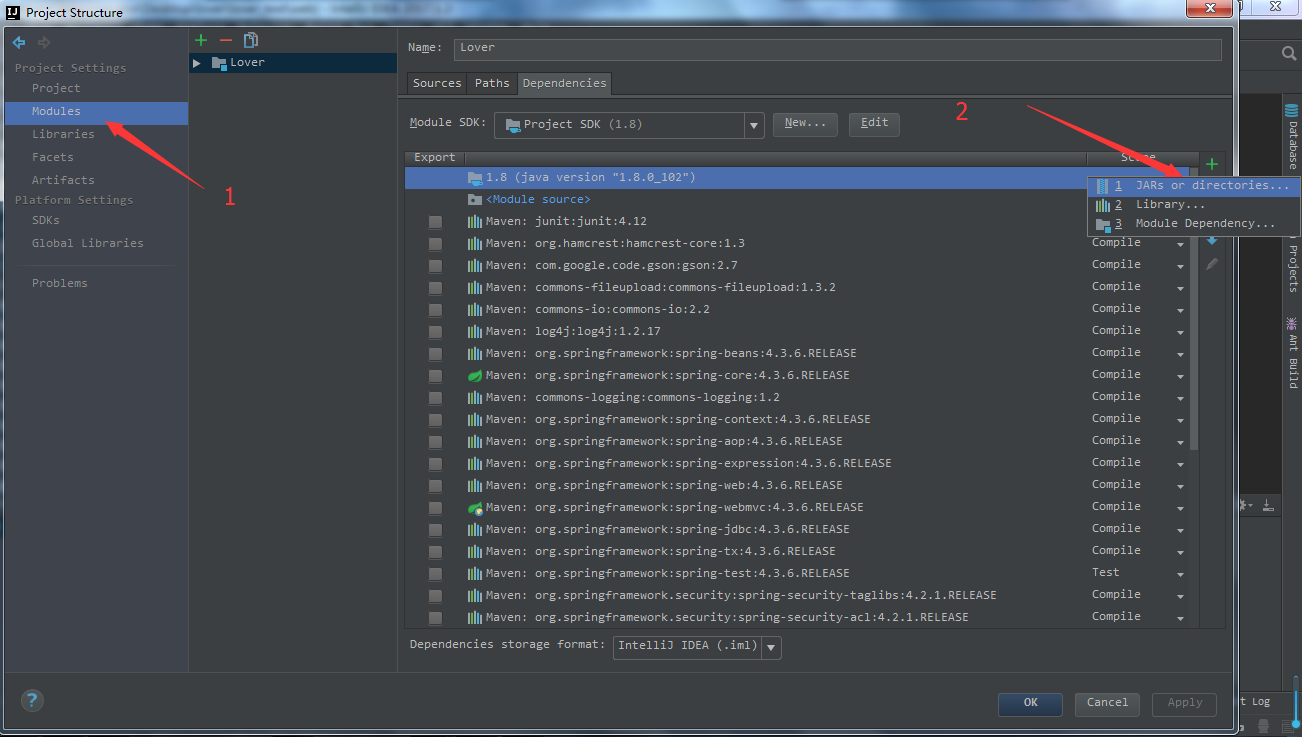 Project Structure
Project Settings
Project
Modules
Libraries
Facets
Artifacts
Platform Settings
SDKs
Global Libraries
Problems
1
Lover
Name: Lover
Sources Paths Dependencies
Module SDK: Project SDK (1.8) New... Edit
2
Export Scope
1.8 (java version "1.8.0_102")
<Module source>
Maven: junit:junit:4.12
Maven: org.hamcrest:hamcrest-core:1.3 Compile
Maven: com.google.code.gson:gson:2.7 Compile
Maven: commons-fileupload:commons-fileupload:1.3.2 Compile
Maven: commons-io:commons-io:2.2 Compile
Maven: log4j:log4j:1.2.17 Compile
Maven: org.springframework:spring-beans:4.3.6.RELEASE Compile
Maven: org.springframework:spring-core:4.3.6.RELEASE Compile
Maven: commons-logging:commons-logging:1.2 Compile
Maven: org.springframework:spring-context:4.3.6.RELEASE Compile
Maven: org.springframework:spring-aop:4.3.6.RELEASE Compile
Maven: org.springframework:spring-expression:4.3.6.RELEASE Compile
Maven: org.springframework:spring-web:4.3.6.RELEASE Compile
Maven: org.springframework:spring-webmvc:4.3.6.RELEASE Compile
Maven: org.springframework:spring-jdbc:4.3.6.RELEASE Compile
Maven: org.springframework:spring-tx:4.3.6.RELEASE Compile
Maven: org.springframework:spring-test:4.3.6.RELEASE Test
Maven: org.springframework.security:spring-security-taglibs:4.2.1.RELEASE Compile
Maven: org.springframework.security:spring-security-acl:4.2.1.RELEASE Compile
1 JARs or directories...
2 Library...
3 Module Dependency...
Dependencies storage format: IntelliJ IDEA (.iml)
? OK Cancel Apply
Database
Projects
Ant Build
t Log